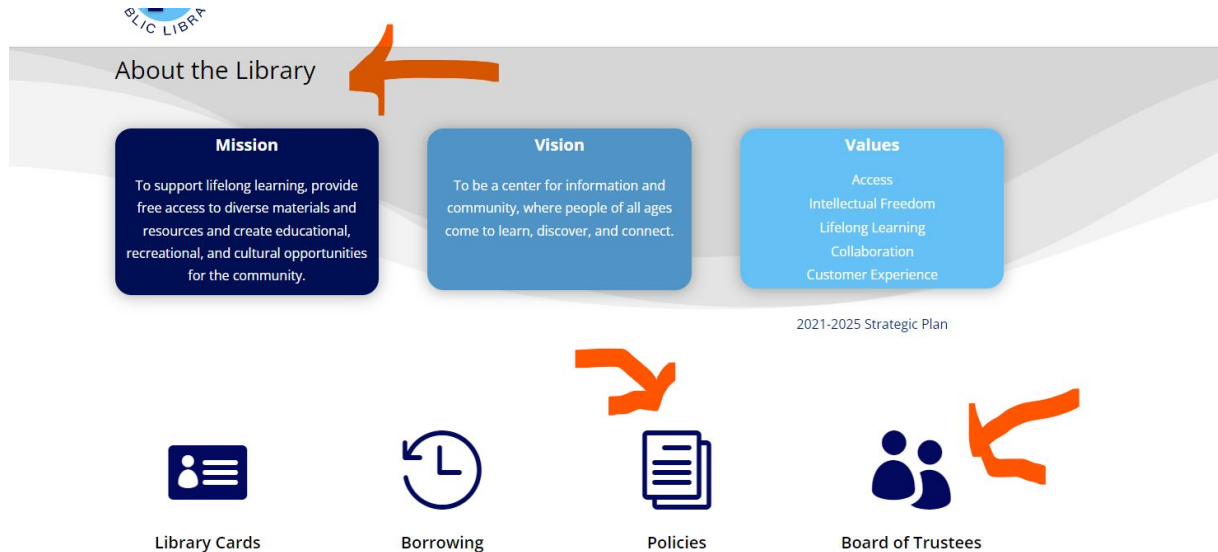 BLIC LIBRA
About the Library
Mission
To support lifelong learning, provide
free access to diverse materials and
resources and create educational,
recreational, and cultural opportunities
for the community.
Vision
To be a center for information and
community, where people of all ages
come to learn, discover, and connect.
Values
Access
Intellectual Freedom
Lifelong Learning
Collaboration
Customer Experience
2021-2025 Strategic Plan
Library Cards
Borrowing
Policies
Board of Trustees